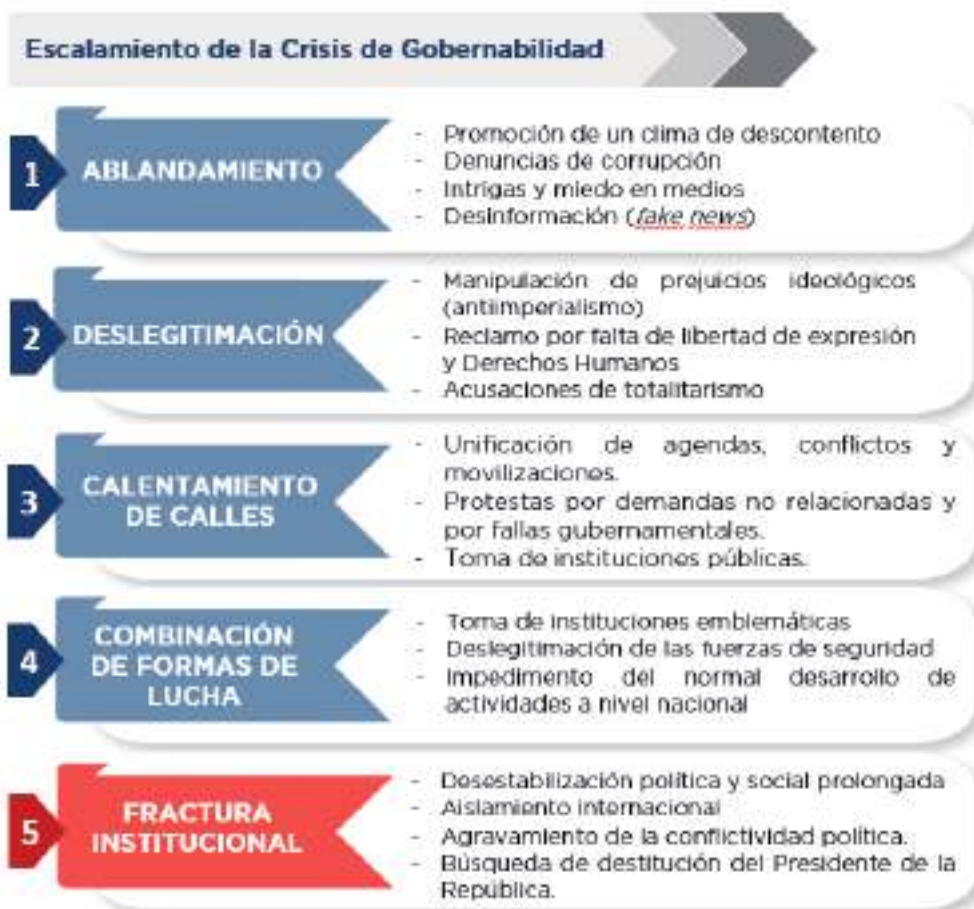 Escalamiento de la Crisis de Gobernabilidad
1
ABLANDAMIENTO
- Promoción de un clima de descontento
- Denuncias de corrupción
- Intrigas y miedo en medios
- Desinformación (fake news)
2
DESLEGITIMACIÓN
- Manipulación de prejuicios ideológicos
(antiimperialismo)
- Reclamo por falta de libertad de expresión
y Derechos Humanos
- Acusaciones de totalitarismo
3
CALENTAMIENTO
DE CALLES
- Unificación de agendas, conflictos y
movilizaciones.
- Protestas por demandas no relacionadas y
por fallas gubernamentales.
- Toma de instituciones públicas.
4
COMBINACIÓN
DE FORMAS DE
LUCHA
- Toma de instituciones emblemáticas
- Deslegitimación de las fuerzas de seguridad
- Impedimento del normal desarrollo de
actividades a nivel nacional
5
FRACTURA
INSTITUCIONAL
- Desestabilización política y social prolongada
- Aislamiento internacional
- Agravamiento de la conflictividad política.
- Búsqueda de destitución del Presidente de la
República.